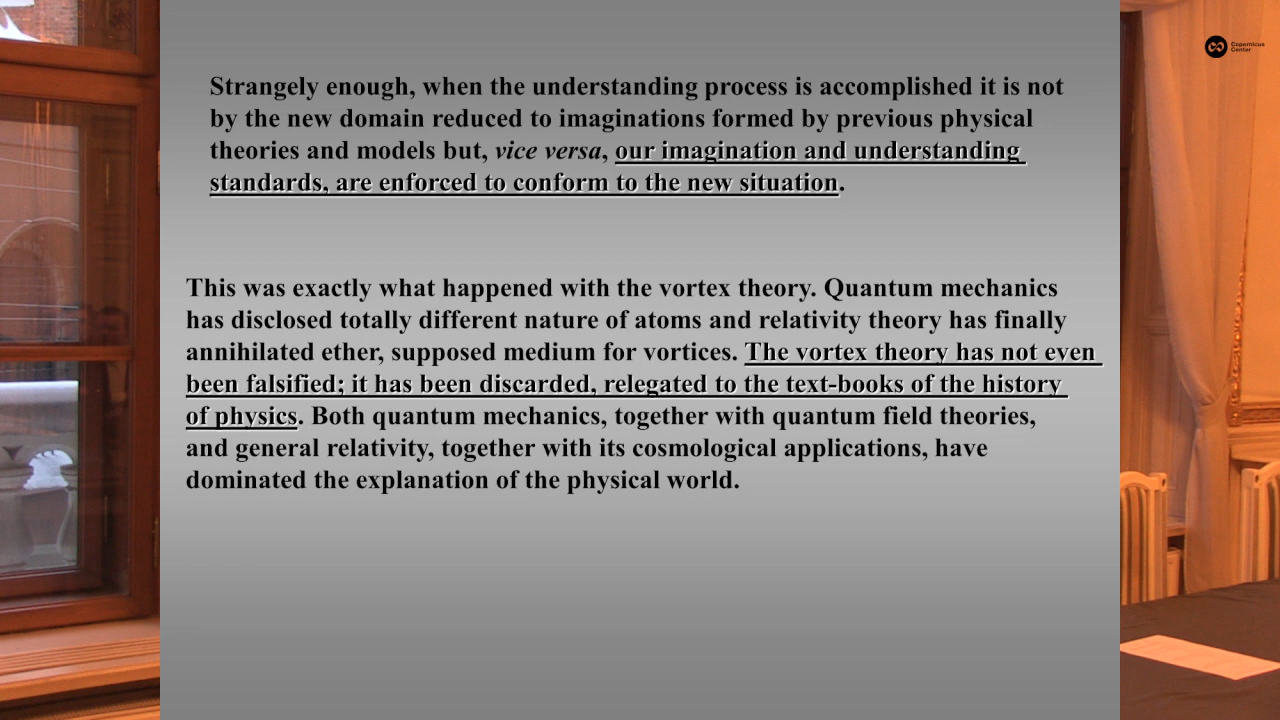 Copernicus
Center
Strangely enough, when the understanding process is accomplished it is not
by the new domain reduced to imaginations formed by previous physical
theories and models but, vice versa, our imagination and understanding
standards, are enforced to conform to the new situation.
This was exactly what happened with the vortex theory. Quantum mechanics
has disclosed totally different nature of atoms and relativity theory has finally
annihilated ether, supposed medium for vortices. The vortex theory has not even
been falsified; it has been discarded, relegated to the text-books of the history
of physics. Both quantum mechanics, together with quantum field theories,
and general relativity, together with its cosmological applications, have
dominated the explanation of the physical world.